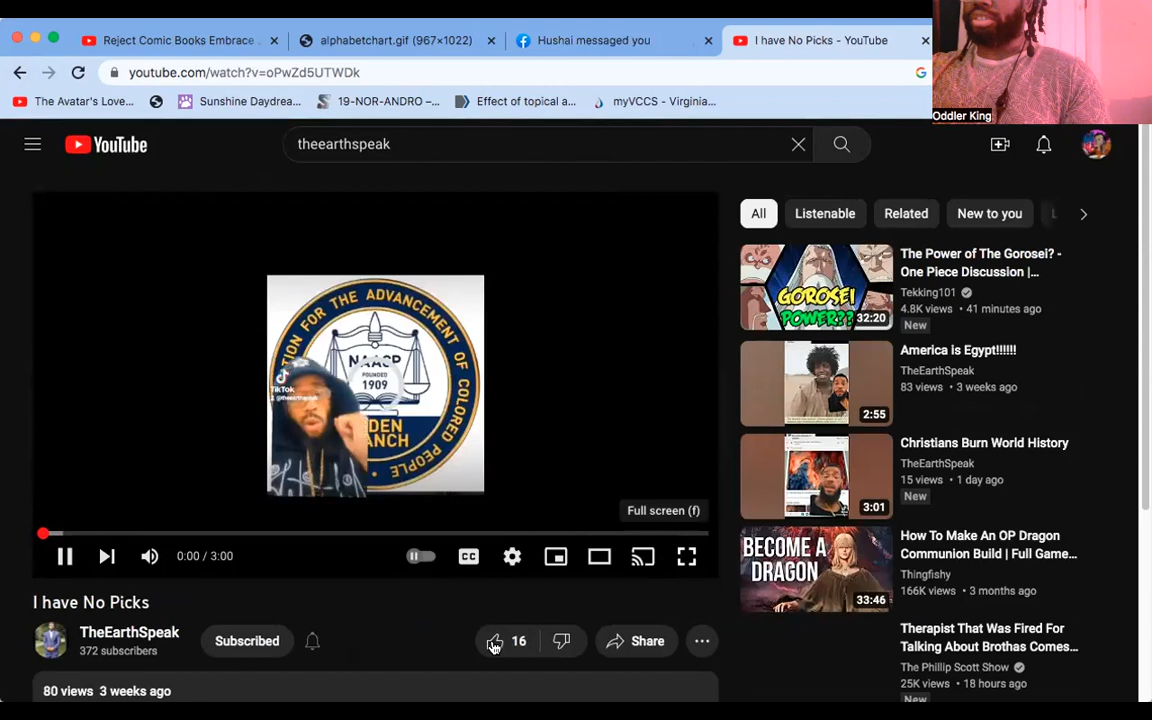 Reject Comic Books Embrace
alphabetchart.gif (967×1022)
Hushai messaged you
I have No Picks - YouTube
youtube.com/watch?v=oPwZd5UTWDk
The Avatar's Love...
Sunshine Daydrea...
19-NOR-ANDRO –...
Effect of topical a...
myVCCS - Virginia...
Oddler King
YouTube
theearthspeak
All
Listenable
Related
New to you
TION FOR THE ADVANCEMENT OF COLORED PEOPLE
NAACP
FOUNDED
1909
DEN
ANCH
TikTok
@theearthspeak
Full screen (f)
0:00 / 3:00
CC
I have No Picks
TheEarthSpeak
372 subscribers
Subscribed
16
Share
80 views 3 weeks ago
GOROSEI
POWER??
32:20
The Power of The Gorosei? -
One Piece Discussion |...
Tekking101
4.8K views • 41 minutes ago
New
2:55
America is Egypt!!!!!!
TheEarthSpeak
83 views • 3 weeks ago
3:01
Christians Burn World History
TheEarthSpeak
15 views • 1 day ago
New
BECOME A
DRAGON
33:46
How To Make An OP Dragon
Communion Build | Full Game...
Thingfishy
166K views • 3 months ago
Therapist That Was Fired For
Talking About Brothas Comes...
The Phillip Scott Show
25K views • 18 hours ago
New